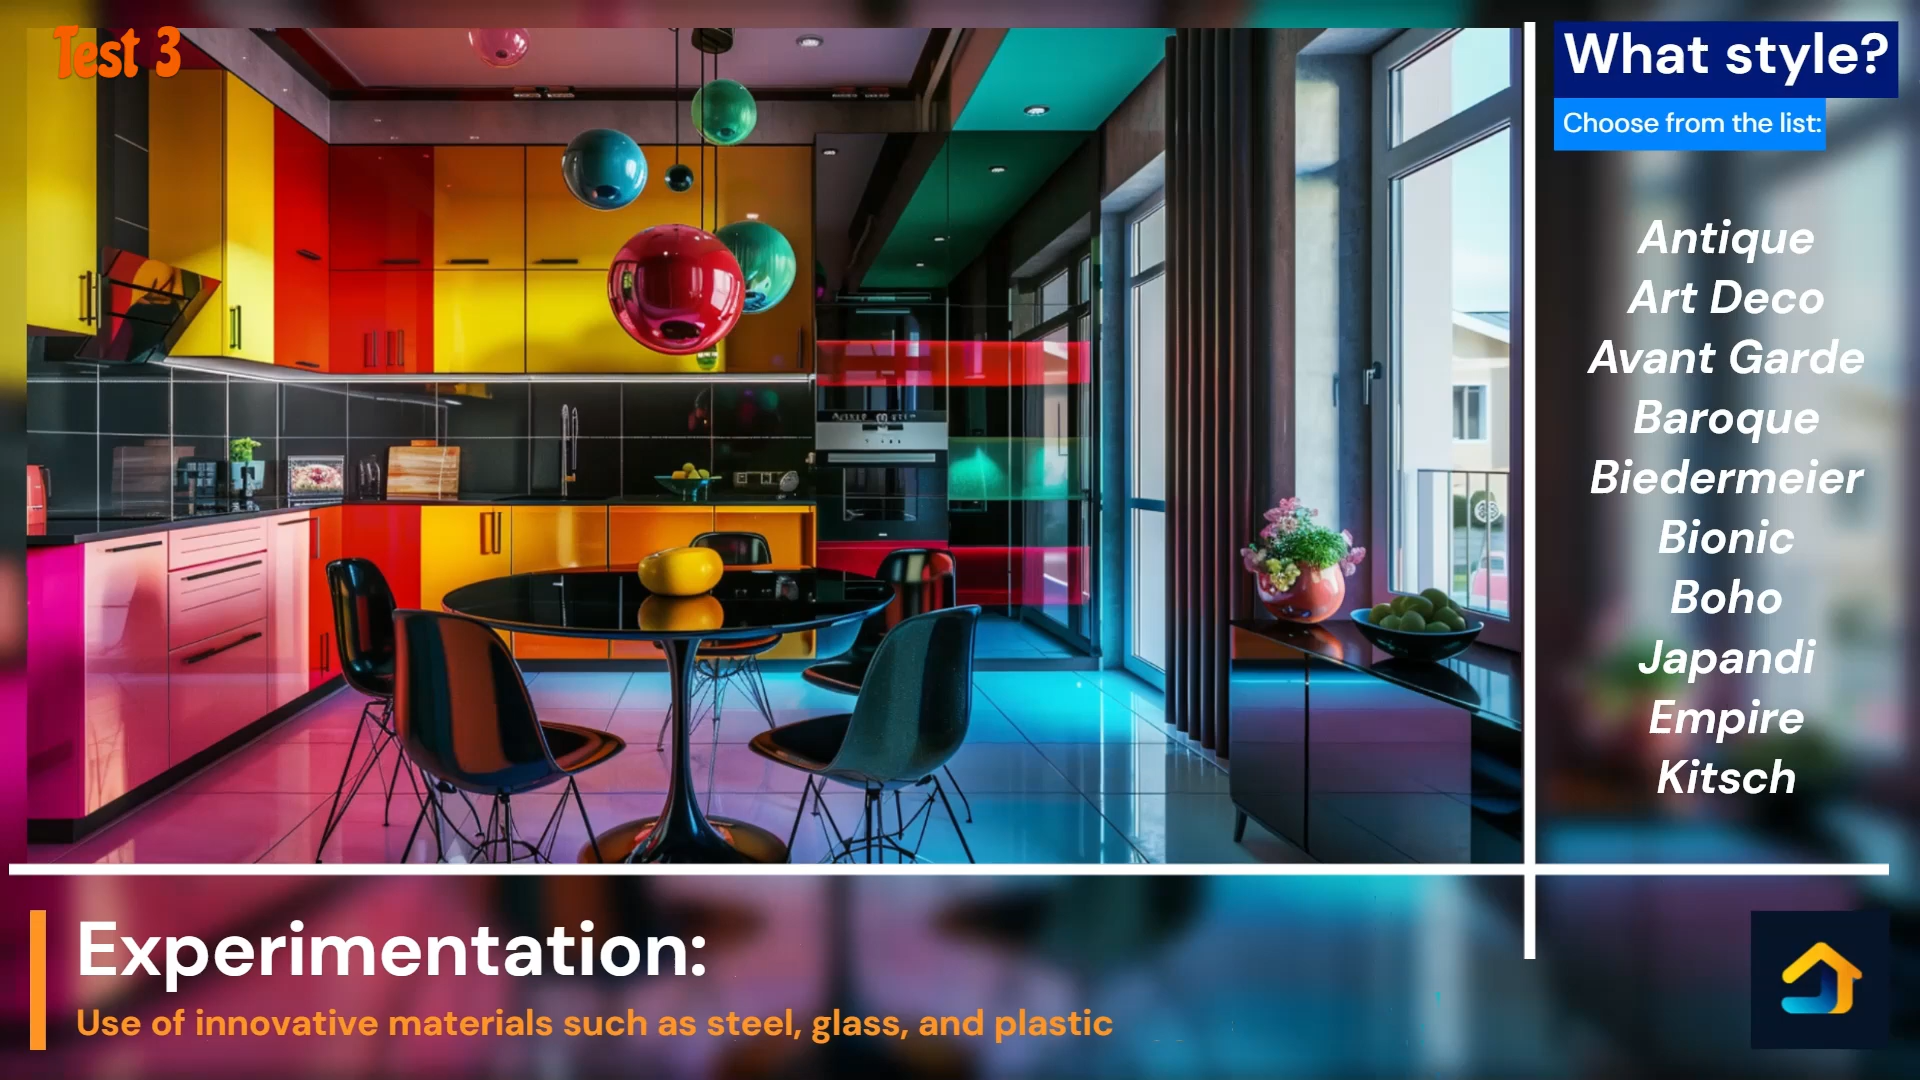 Test 3
What style?
Choose from the list:
Antique
Art Deco
Avant Garde
Baroque
Biedermeier
Bionic
Boho
Japandi
Empire
Kitsch
Experimentation:
Use of innovative materials such as steel, glass, and plastic